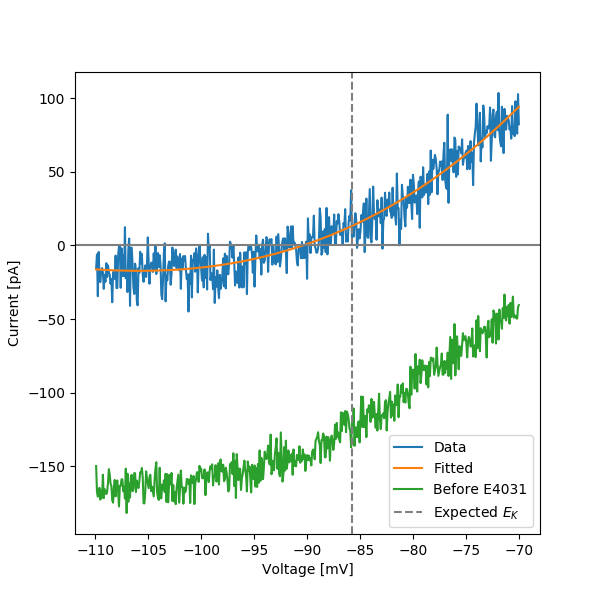 100
50
0
−50
−100
−150
Current [pA]
−110 −105 −100 −95 −90 −85 −80 −75 −70
Voltage [mV]
Data
Fitted
Before E4031
Expected E_K